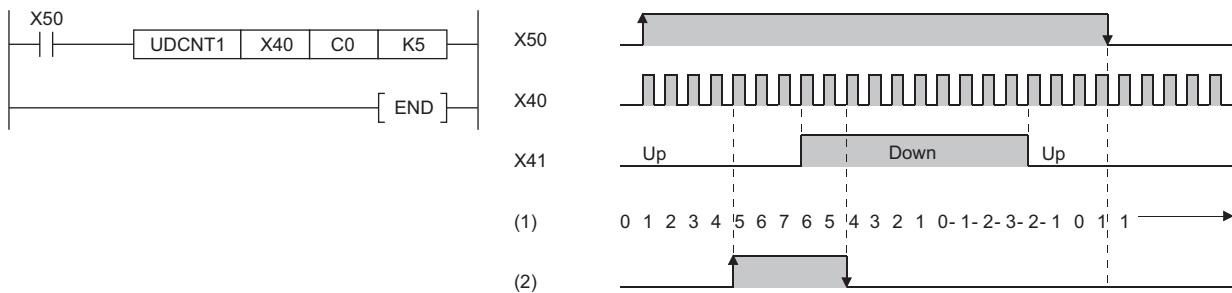 X50
UDCNT1 X40 C0 K5
END
X50
X40
X41 Up Down Up
(1) 0 1 2 3 4 5 6 7 6 5 4 3 2 1 0 -1 -2 -3 -2 -1 0 1 1
(2)